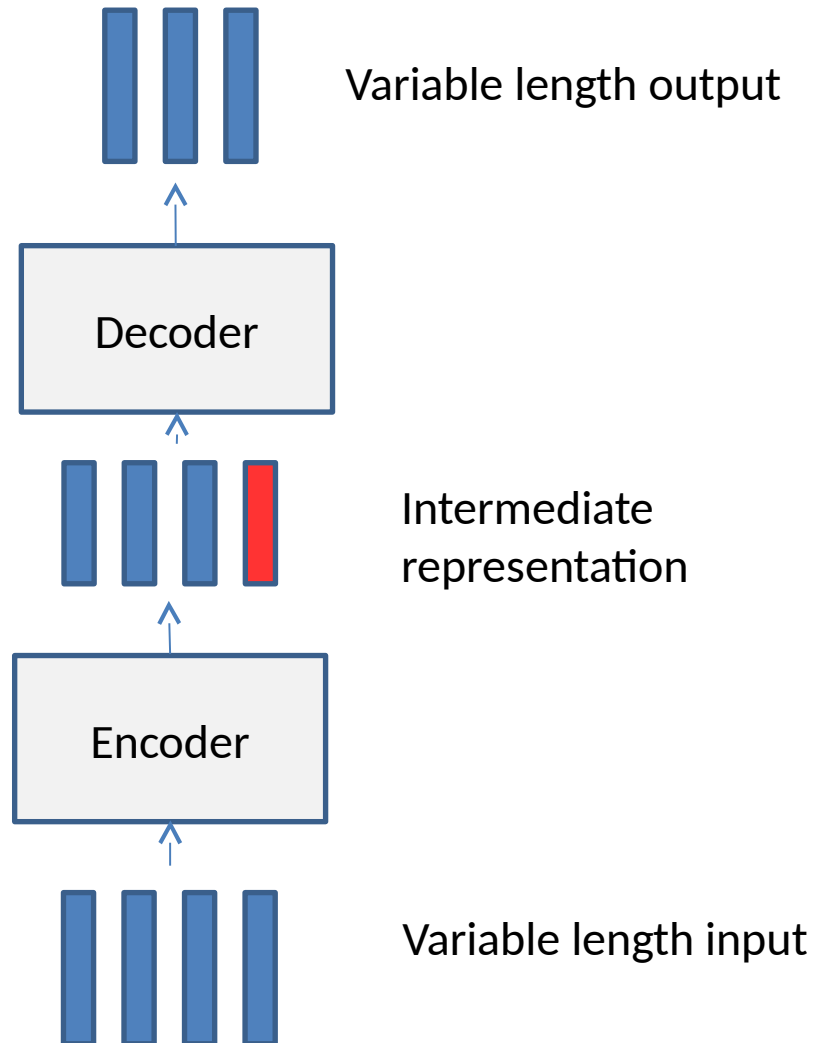 Variable length output
Decoder
Intermediate
representation
Encoder
Variable length input